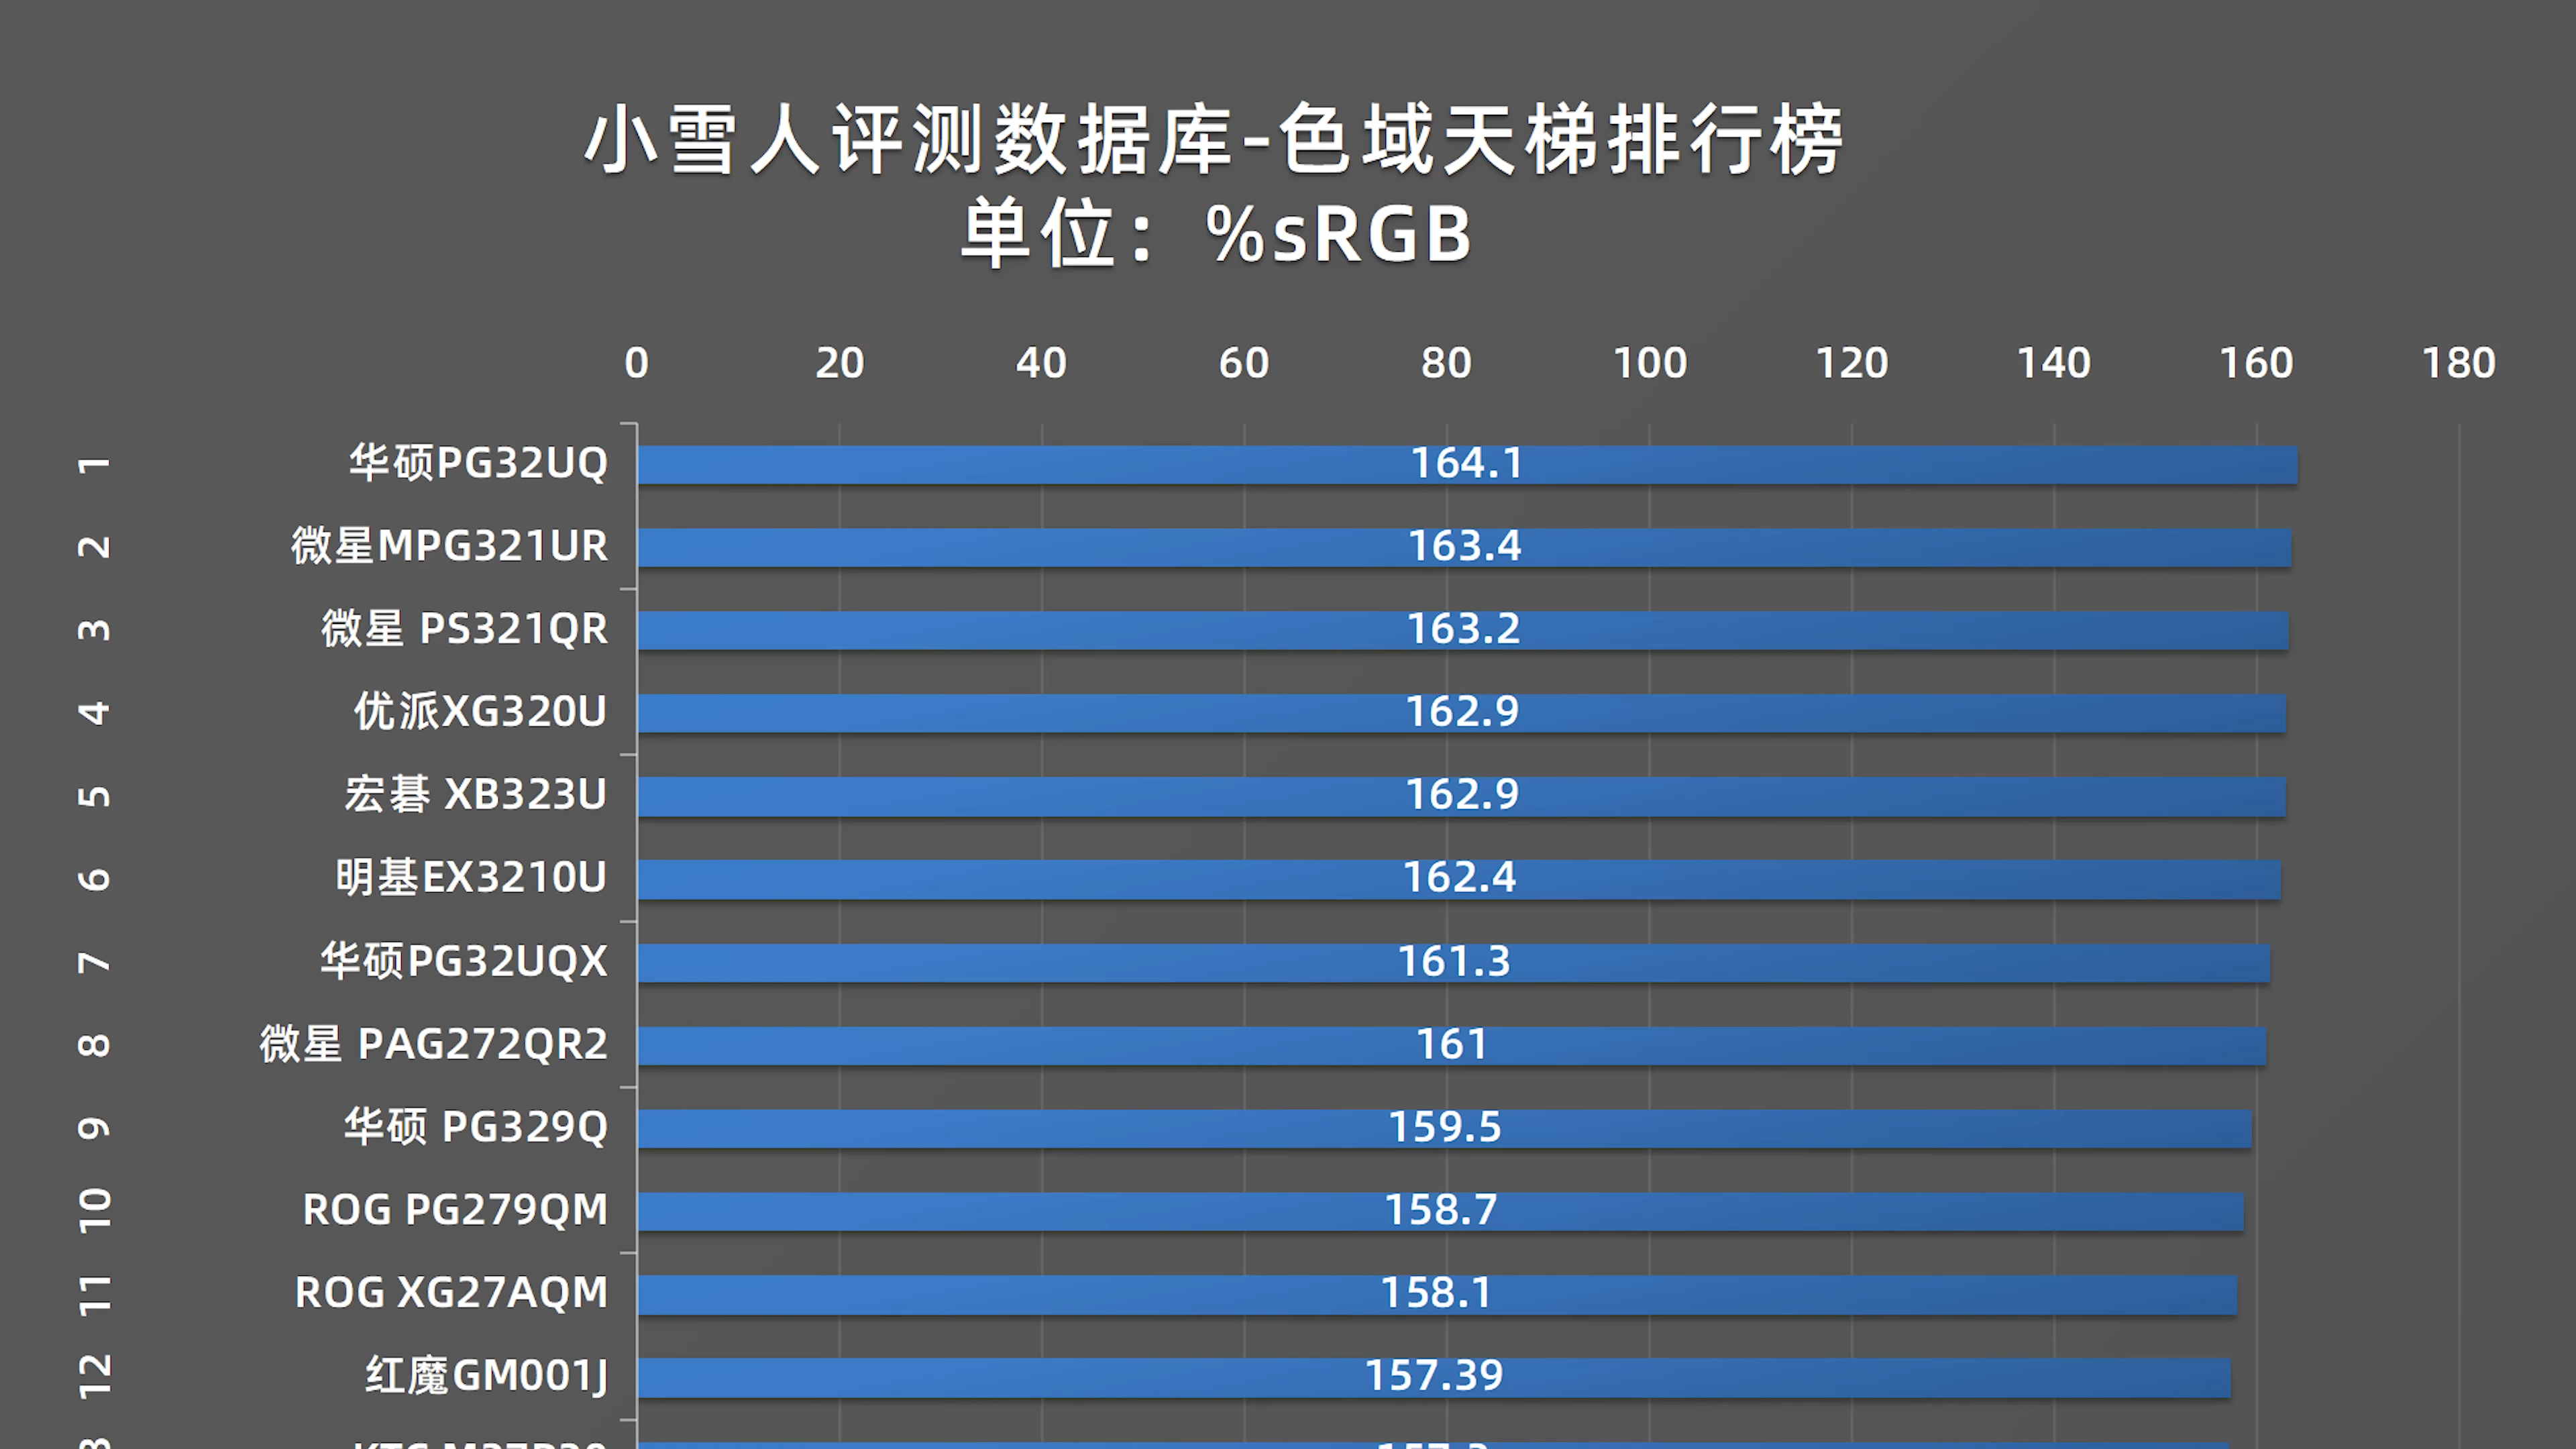 小雪人评测数据库-色域天梯排行榜
单位：%sRGB
0 20 40 60 80 100 120 140 160 180
1 华硕PG32UQ 164.1
2 微星MPG321UR 163.4
3 微星 PS321QR 163.2
4 优派XG320U 162.9
5 宏碁 XB323U 162.9
6 明基EX3210U 162.4
7 华硕PG32UQX 161.3
8 微星 PAG272QR2 161
9 华硕 PG329Q 159.5
10 ROG PG279QM 158.7
11 ROG XG27AQM 158.1
12 红魔GM001J 157.39